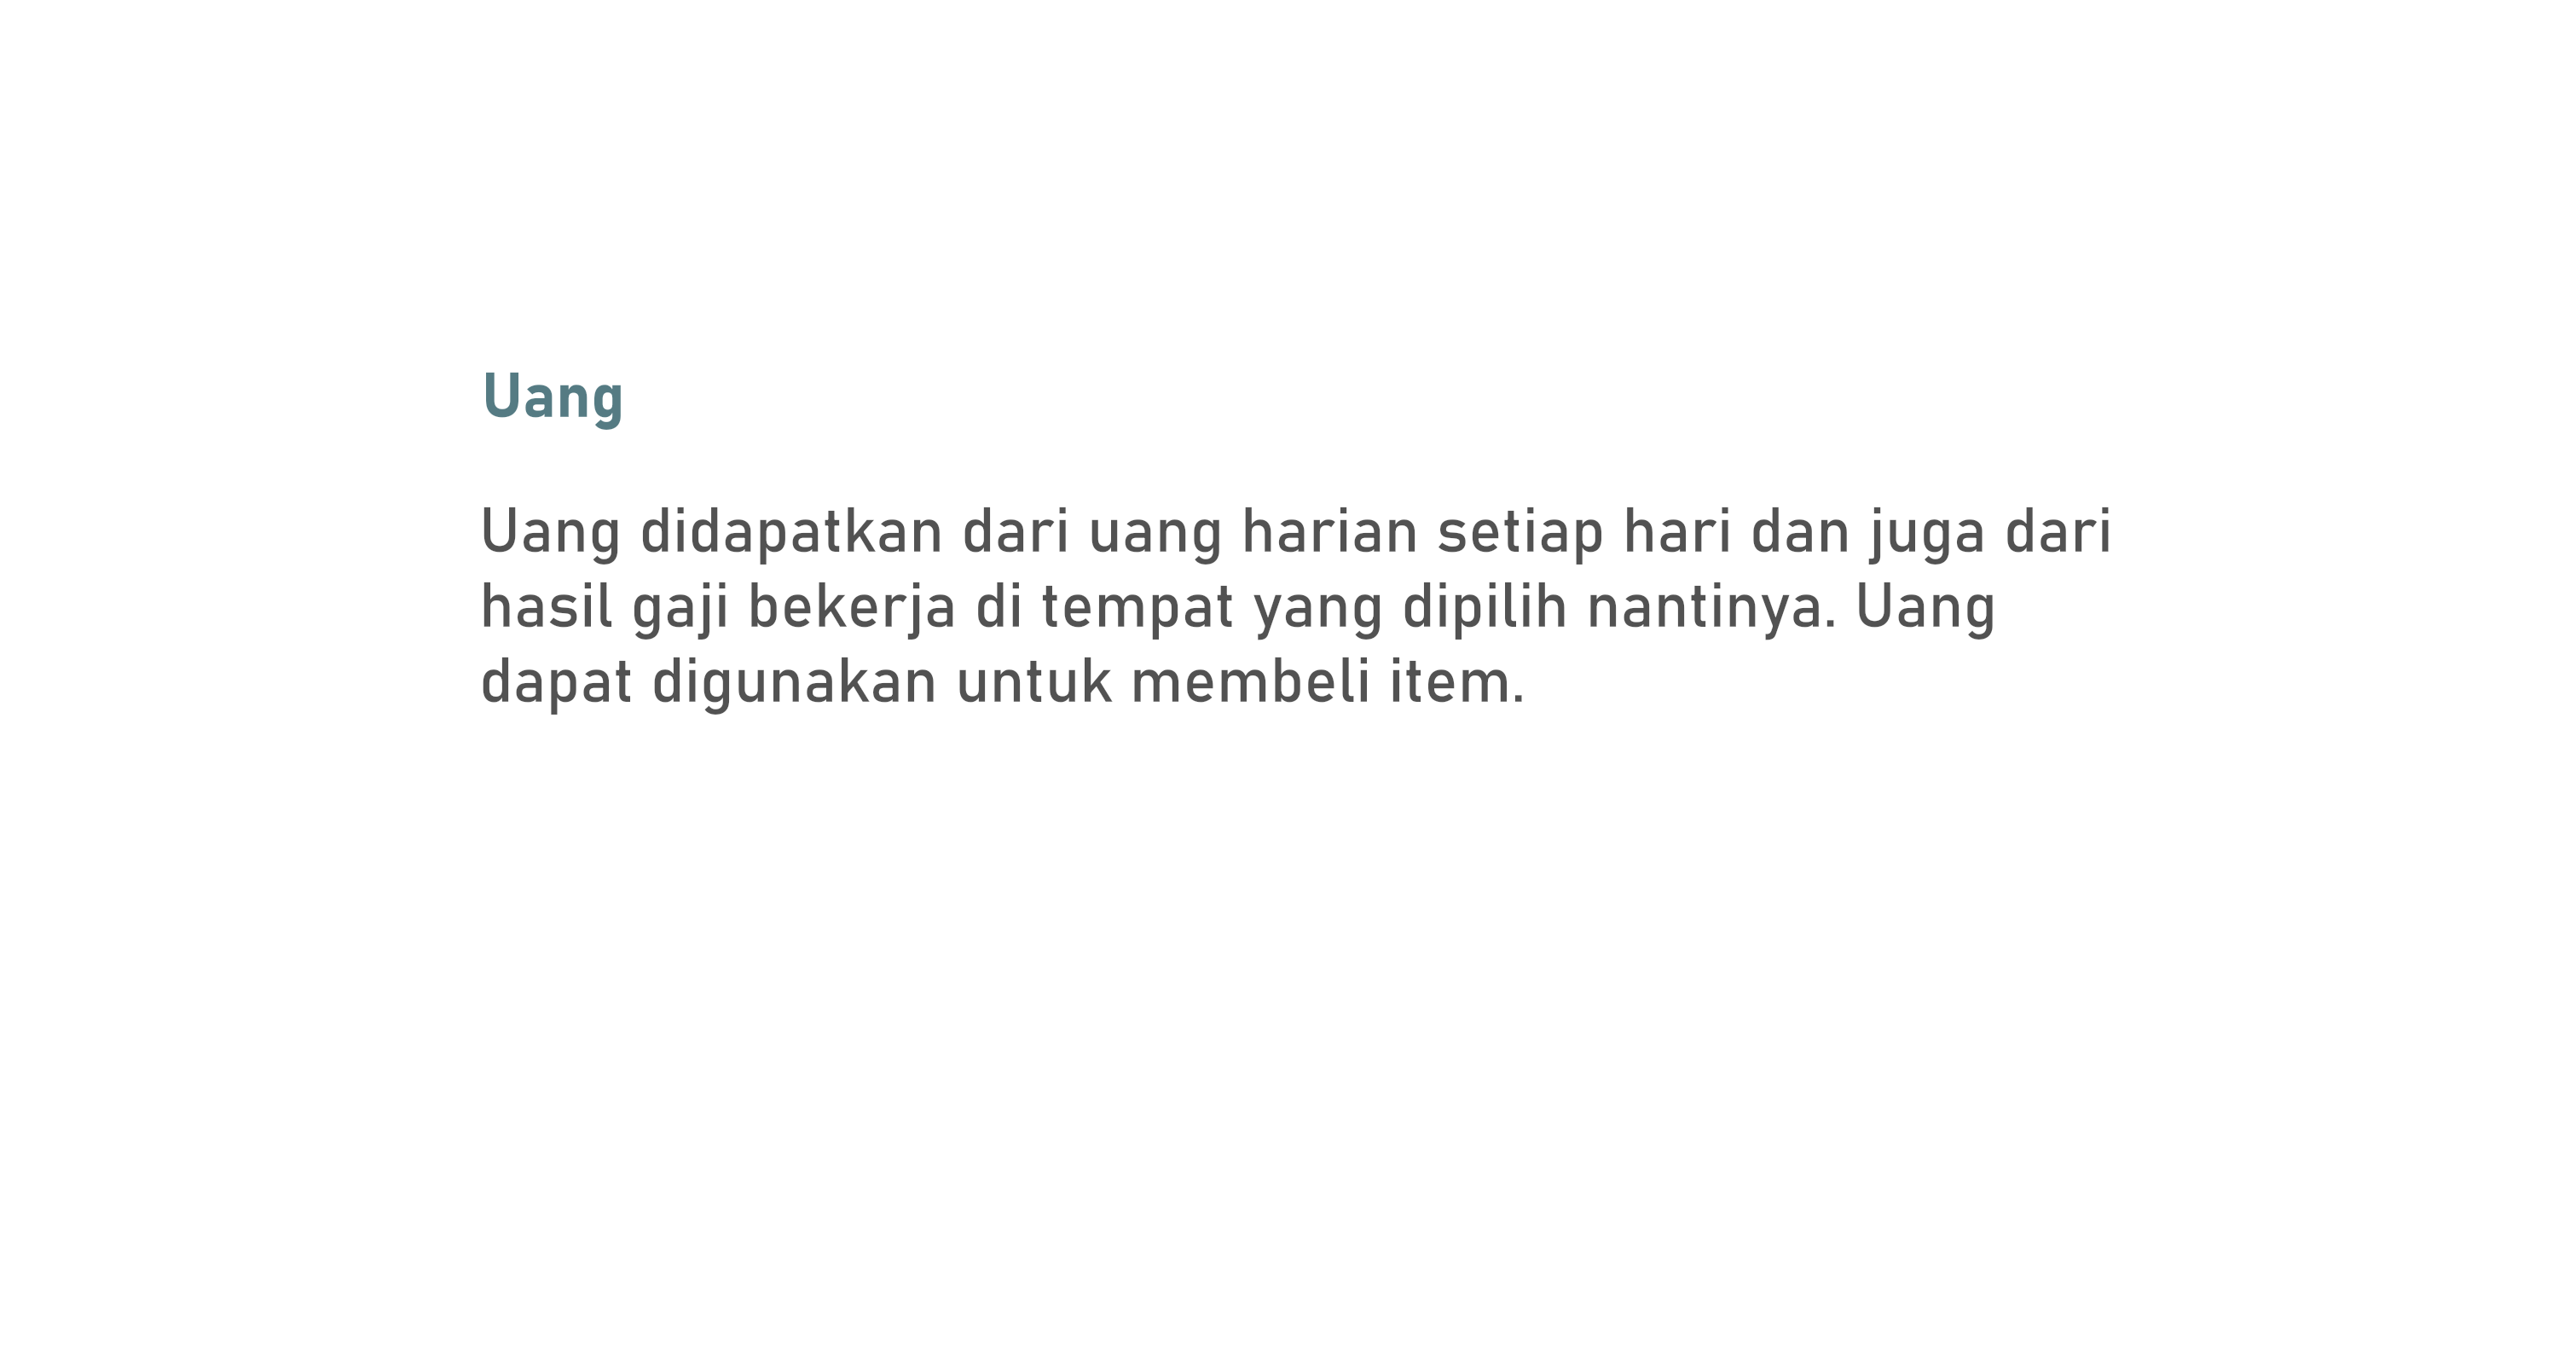 Uang
Uang didapatkan dari uang harian setiap hari dan juga dari
hasil gaji bekerja di tempat yang dipilih nantinya. Uang
dapat digunakan untuk membeli item.